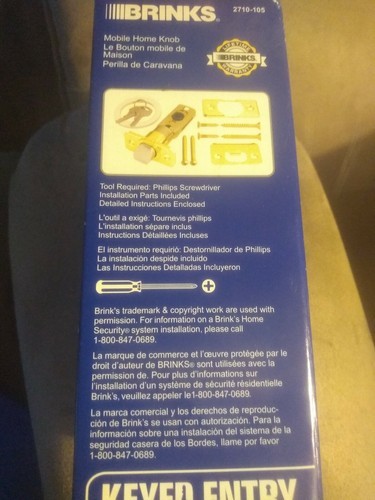 BRINKS
2710-105
Mobile Home Knob
Le Bouton mobile de
Maison
Perilla de Caravana
LIFETIME
BRINKS
WARRANTY
Tool Required: Phillips Screwdriver
Installation Parts Included
Detailed Instructions Enclosed
L'outil a exigé: Tournevis phillips
L'installation sépare inclus
Instructions Détaillées Incluses
El instrumento requirió: Destornillador de Phillips
La instalación despide incluido
Las Instrucciones Detalladas Incluyeron
Brink's trademark & copyright work are used with
permission. For information on a Brink's Home
Security® system installation, please call
1-800-847-0689.
La marque de commerce et l'œuvre protégée par le
droit d'auteur de BRINKS® sont utilisées avec la
permission de. Pour plus d'informations sur
l'installation d'un système de sécurité résidentielle
Brink's, veuillez appeler le1-800-847-0689.
La marca comercial y los derechos de reproduc-
ción de Brink's se usan con autorización. Para la
información sobre una instalación del sistema de la
seguridad casera de los Bordes, llame por favor
1-800-847-0689.
KEYED ENTRY